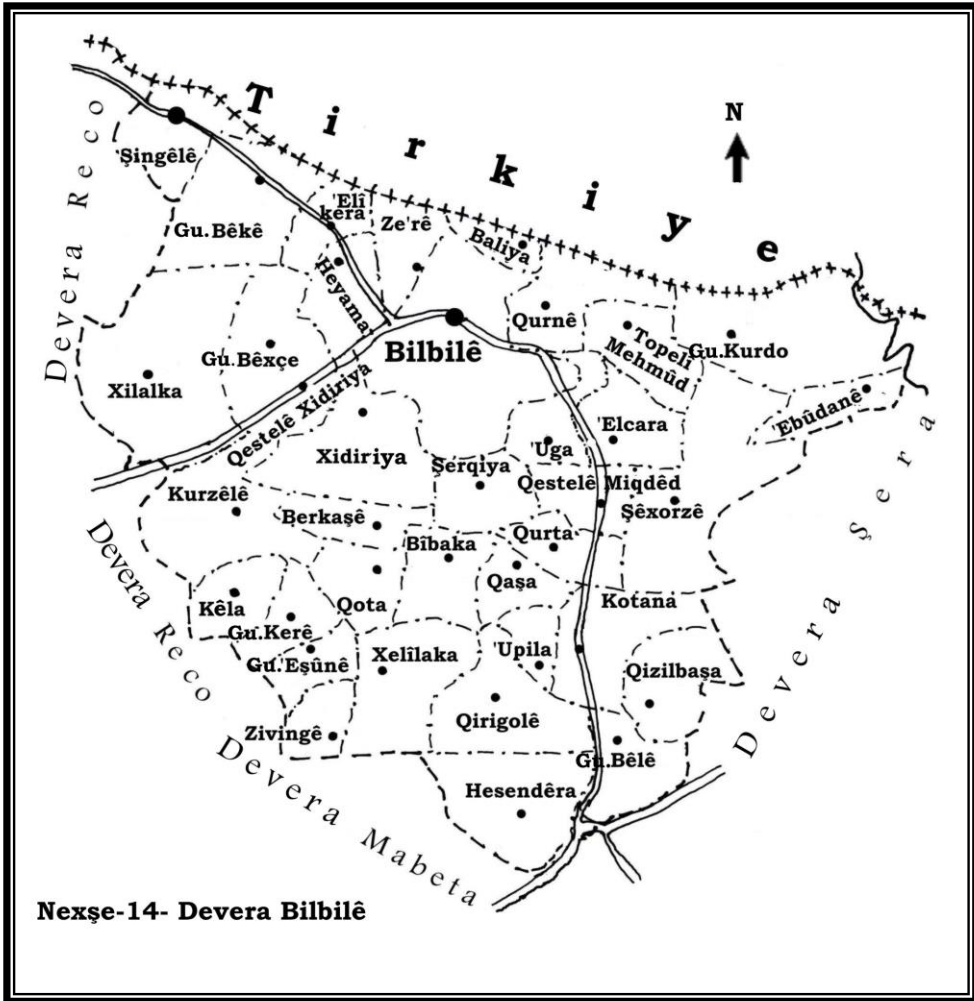 Tirkiye
N
Devera Reco
Şingêlê
Gu.Bêkê
'Elî
kera
Ze'rê
Baliya
Heyama
Qurnê
Topelî
Mehmûd
Gu.Kurdo
Bilbilê
Gu.Bêxçe
Xilalka
Qestelê Xidiriya
Ebûdanê
'Elcara
'Uga
Xidiriya
Şerqiya
Qestelê Miqdêd
Kurzêlê
Şêxorzê
Berkaşê
Bîbaka
Qurta
Qaşa
Devera Şera
Devera Reco
Kêla
Qota
Kotana
Gu.Kerê
Gu.'Eşûnê
Xelîlaka
'Upila
Qizilbaşa
Zivingê
Qirigolê
Gu.Bêlê
Hesendêra
Devera Mabeta
Nexşe-14- Devera Bilbilê